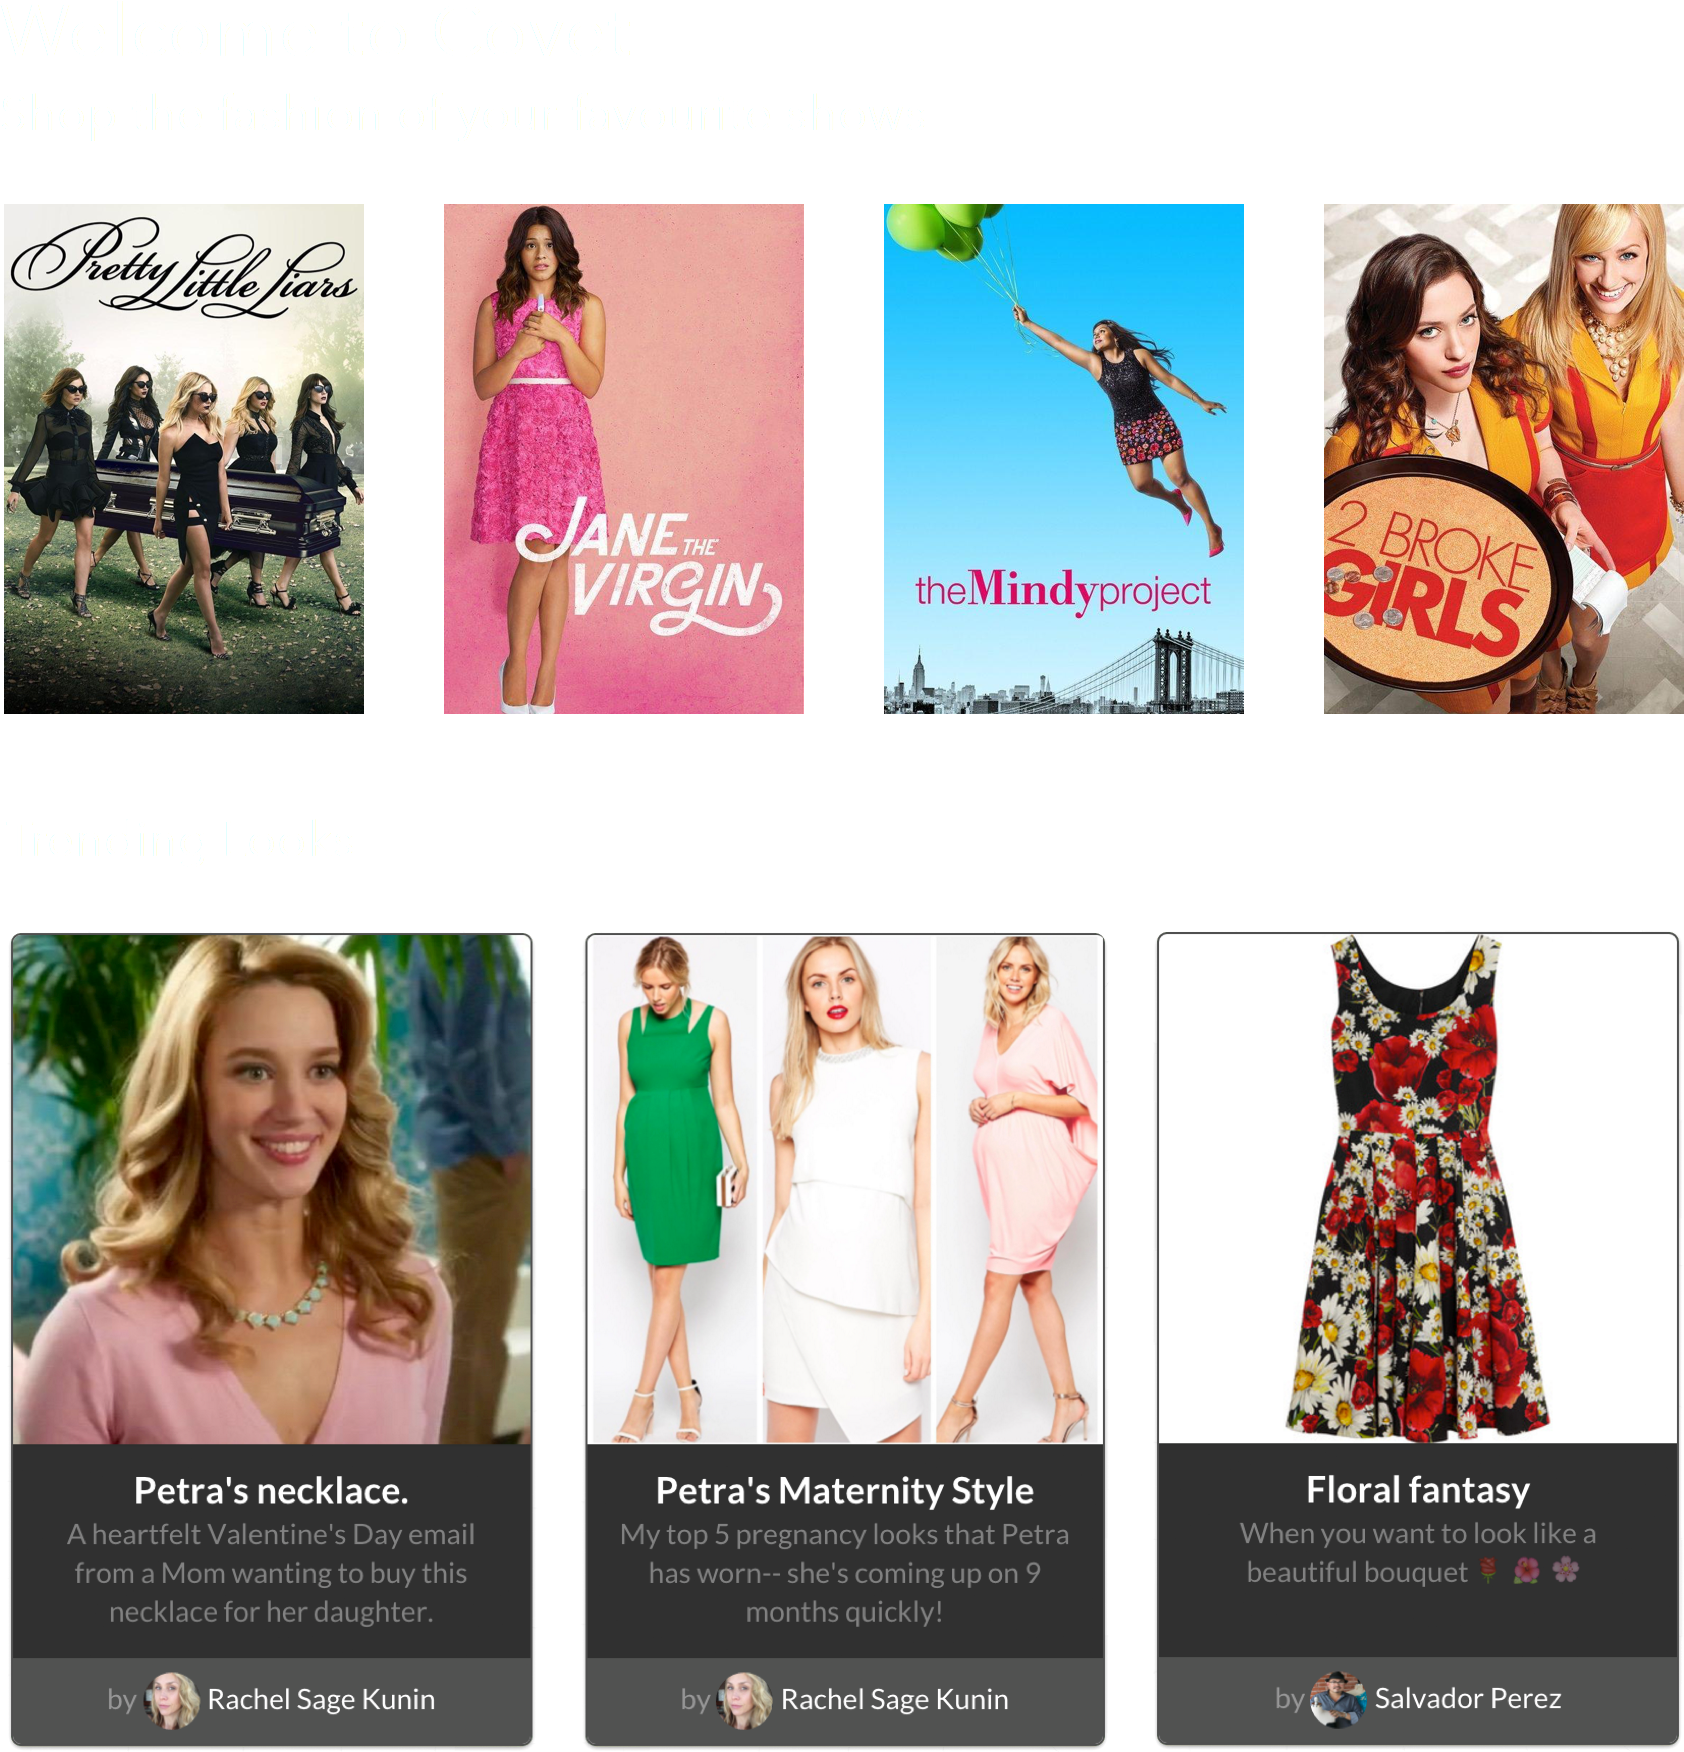 Pretty Little Liars
JANE THE
VIRGIN
the Mindy project
2 BROKE
GIRLS
Petra's necklace.
A heartfelt Valentine's Day email
from a Mom wanting to buy this
necklace for her daughter.
by Rachel Sage Kunin
Petra's Maternity Style
My top 5 pregnancy looks that Petra
has worn-- she's coming up on 9
months quickly!
by Rachel Sage Kunin
Floral fantasy
When you want to look like a
beautiful bouquet 🌹 🌺 🌸
by Salvador Perez